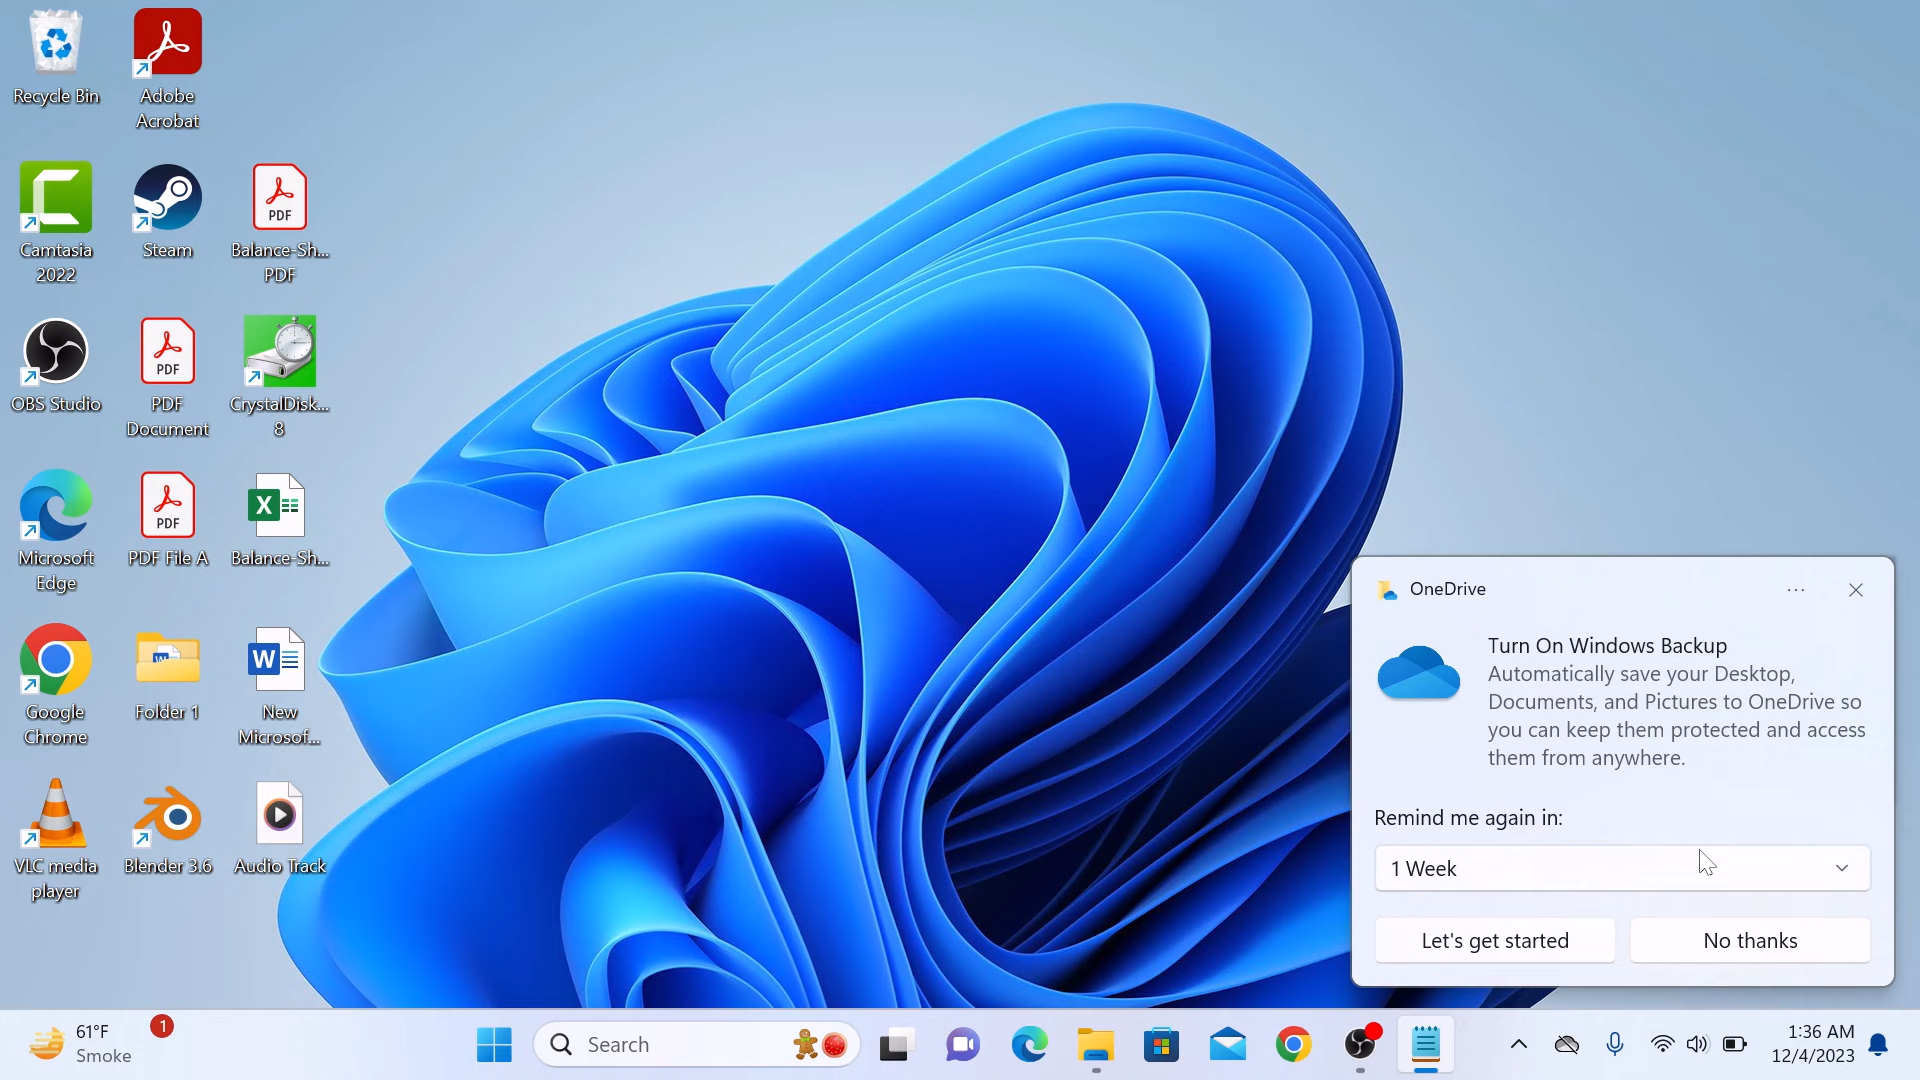 Recycle Bin
Adobe
Acrobat
Camtasia
2022
Steam
PDF
Balance-Sh...
PDF
OBS Studio
PDF
PDF
Document
CrystalDisk...
8
Microsoft
Edge
PDF
PDF File A
X
Balance-Sh...
Google
Chrome
W
Folder 1
W
New
Microsof...
VLC media
player
Blender 3.6
Audio Track
OneDrive
Turn On Windows Backup
Automatically save your Desktop,
Documents, and Pictures to OneDrive so
you can keep them protected and access
them from anywhere.
Remind me again in:
1 Week
Let's get started
No thanks
61°F
Smoke
1
Search
1:36 AM
12/4/2023